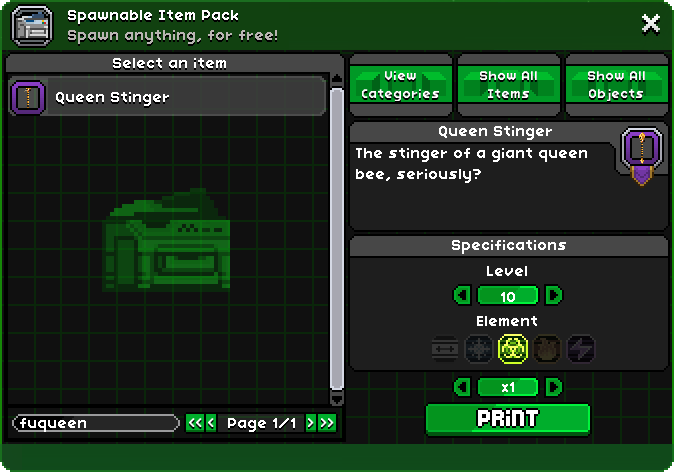 Spawnable Item Pack
Spawn anything, for free!
Select an item
Queen Stinger
fuqueen
Page 1/1
View
Categories
Show All
Items
Show All
Objects
Queen Stinger
The stinger of a giant queen
bee, seriously?
Specifications
Level
10
Element
x1
PRINT